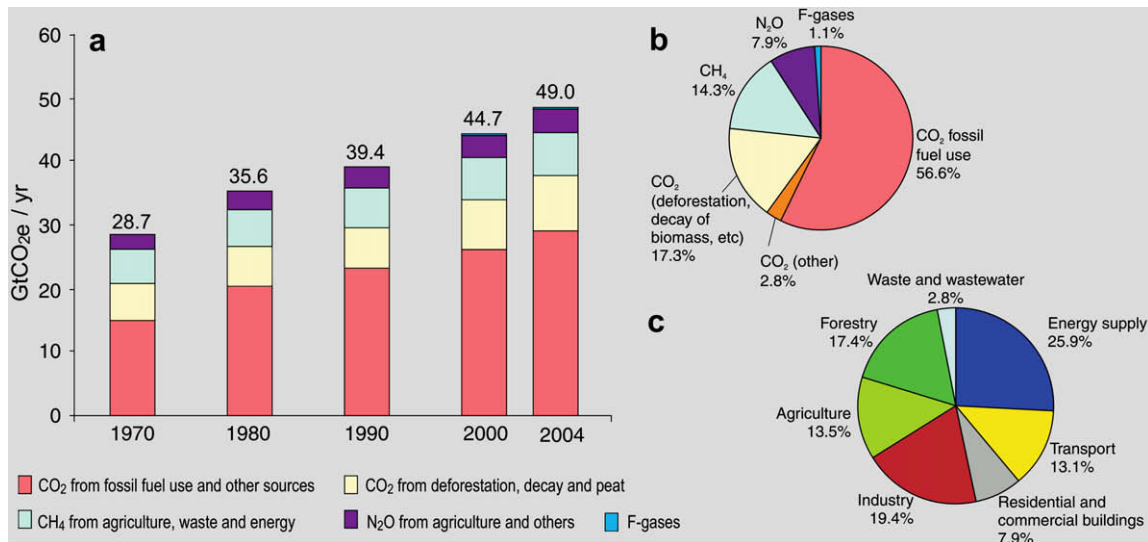 a
60
50
40
30
20
10
0
GtCO₂e / yr
28.7
35.6
39.4
44.7
49.0
1970
1980
1990
2000
2004
CO₂ from fossil fuel use and other sources
CO₂ from deforestation, decay and peat
CH₄ from agriculture, waste and energy
N₂O from agriculture and others
F-gases
b
F-gases
1.1%
N₂O
7.9%
CH₄
14.3%
CO₂ fossil
fuel use
56.6%
CO₂
(deforestation,
decay of
biomass, etc)
17.3%
CO₂ (other)
2.8%
c
Waste and wastewater
2.8%
Forestry
17.4%
Energy supply
25.9%
Agriculture
13.5%
Transport
13.1%
Industry
19.4%
Residential and
commercial buildings
7.9%